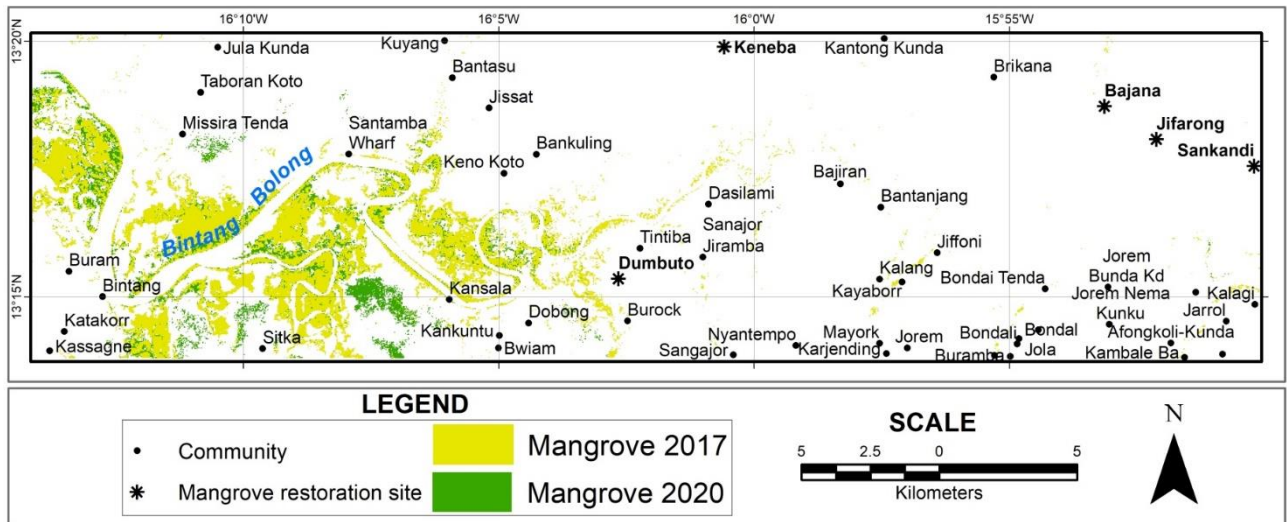 16°10'W
16°5'W
16°0'W
15°55'W
13°20'N
13°15'N
Jula Kunda
Kuyang
Keneba
Kantong Kunda
Taboran Koto
Bantasu
Brikana
Bajana
Jissat
Missira Tenda
Santamba
Wharf
Bankuling
Jifarong
Sankandi
Keno Koto
Bajiran
Bintang Bolong
Dasilami
Bantanjang
Sanajor
Tintiba
Jiramba
Jiffoni
Buram
Dumbuto
Kalang
Bondai Tenda
Jorem
Bunda Kd
Bintang
Kansala
Kayaborr
Jorem Nema
Kalagi
Katakorr
Dobong
Burock
Kunku
Jarrol
Kankuntu
Nyantempo
Mayork
Jorem
Bondali
Bondal
Afongkoli-Kunda
Kassagne
Sitka
Bwiam
Sangajor
Karjending
Buramba
Jola
Kambale Ba
LEGEND
Community
Mangrove restoration site
Mangrove 2017
Mangrove 2020
SCALE
5 2.5 0 5
Kilometers
N